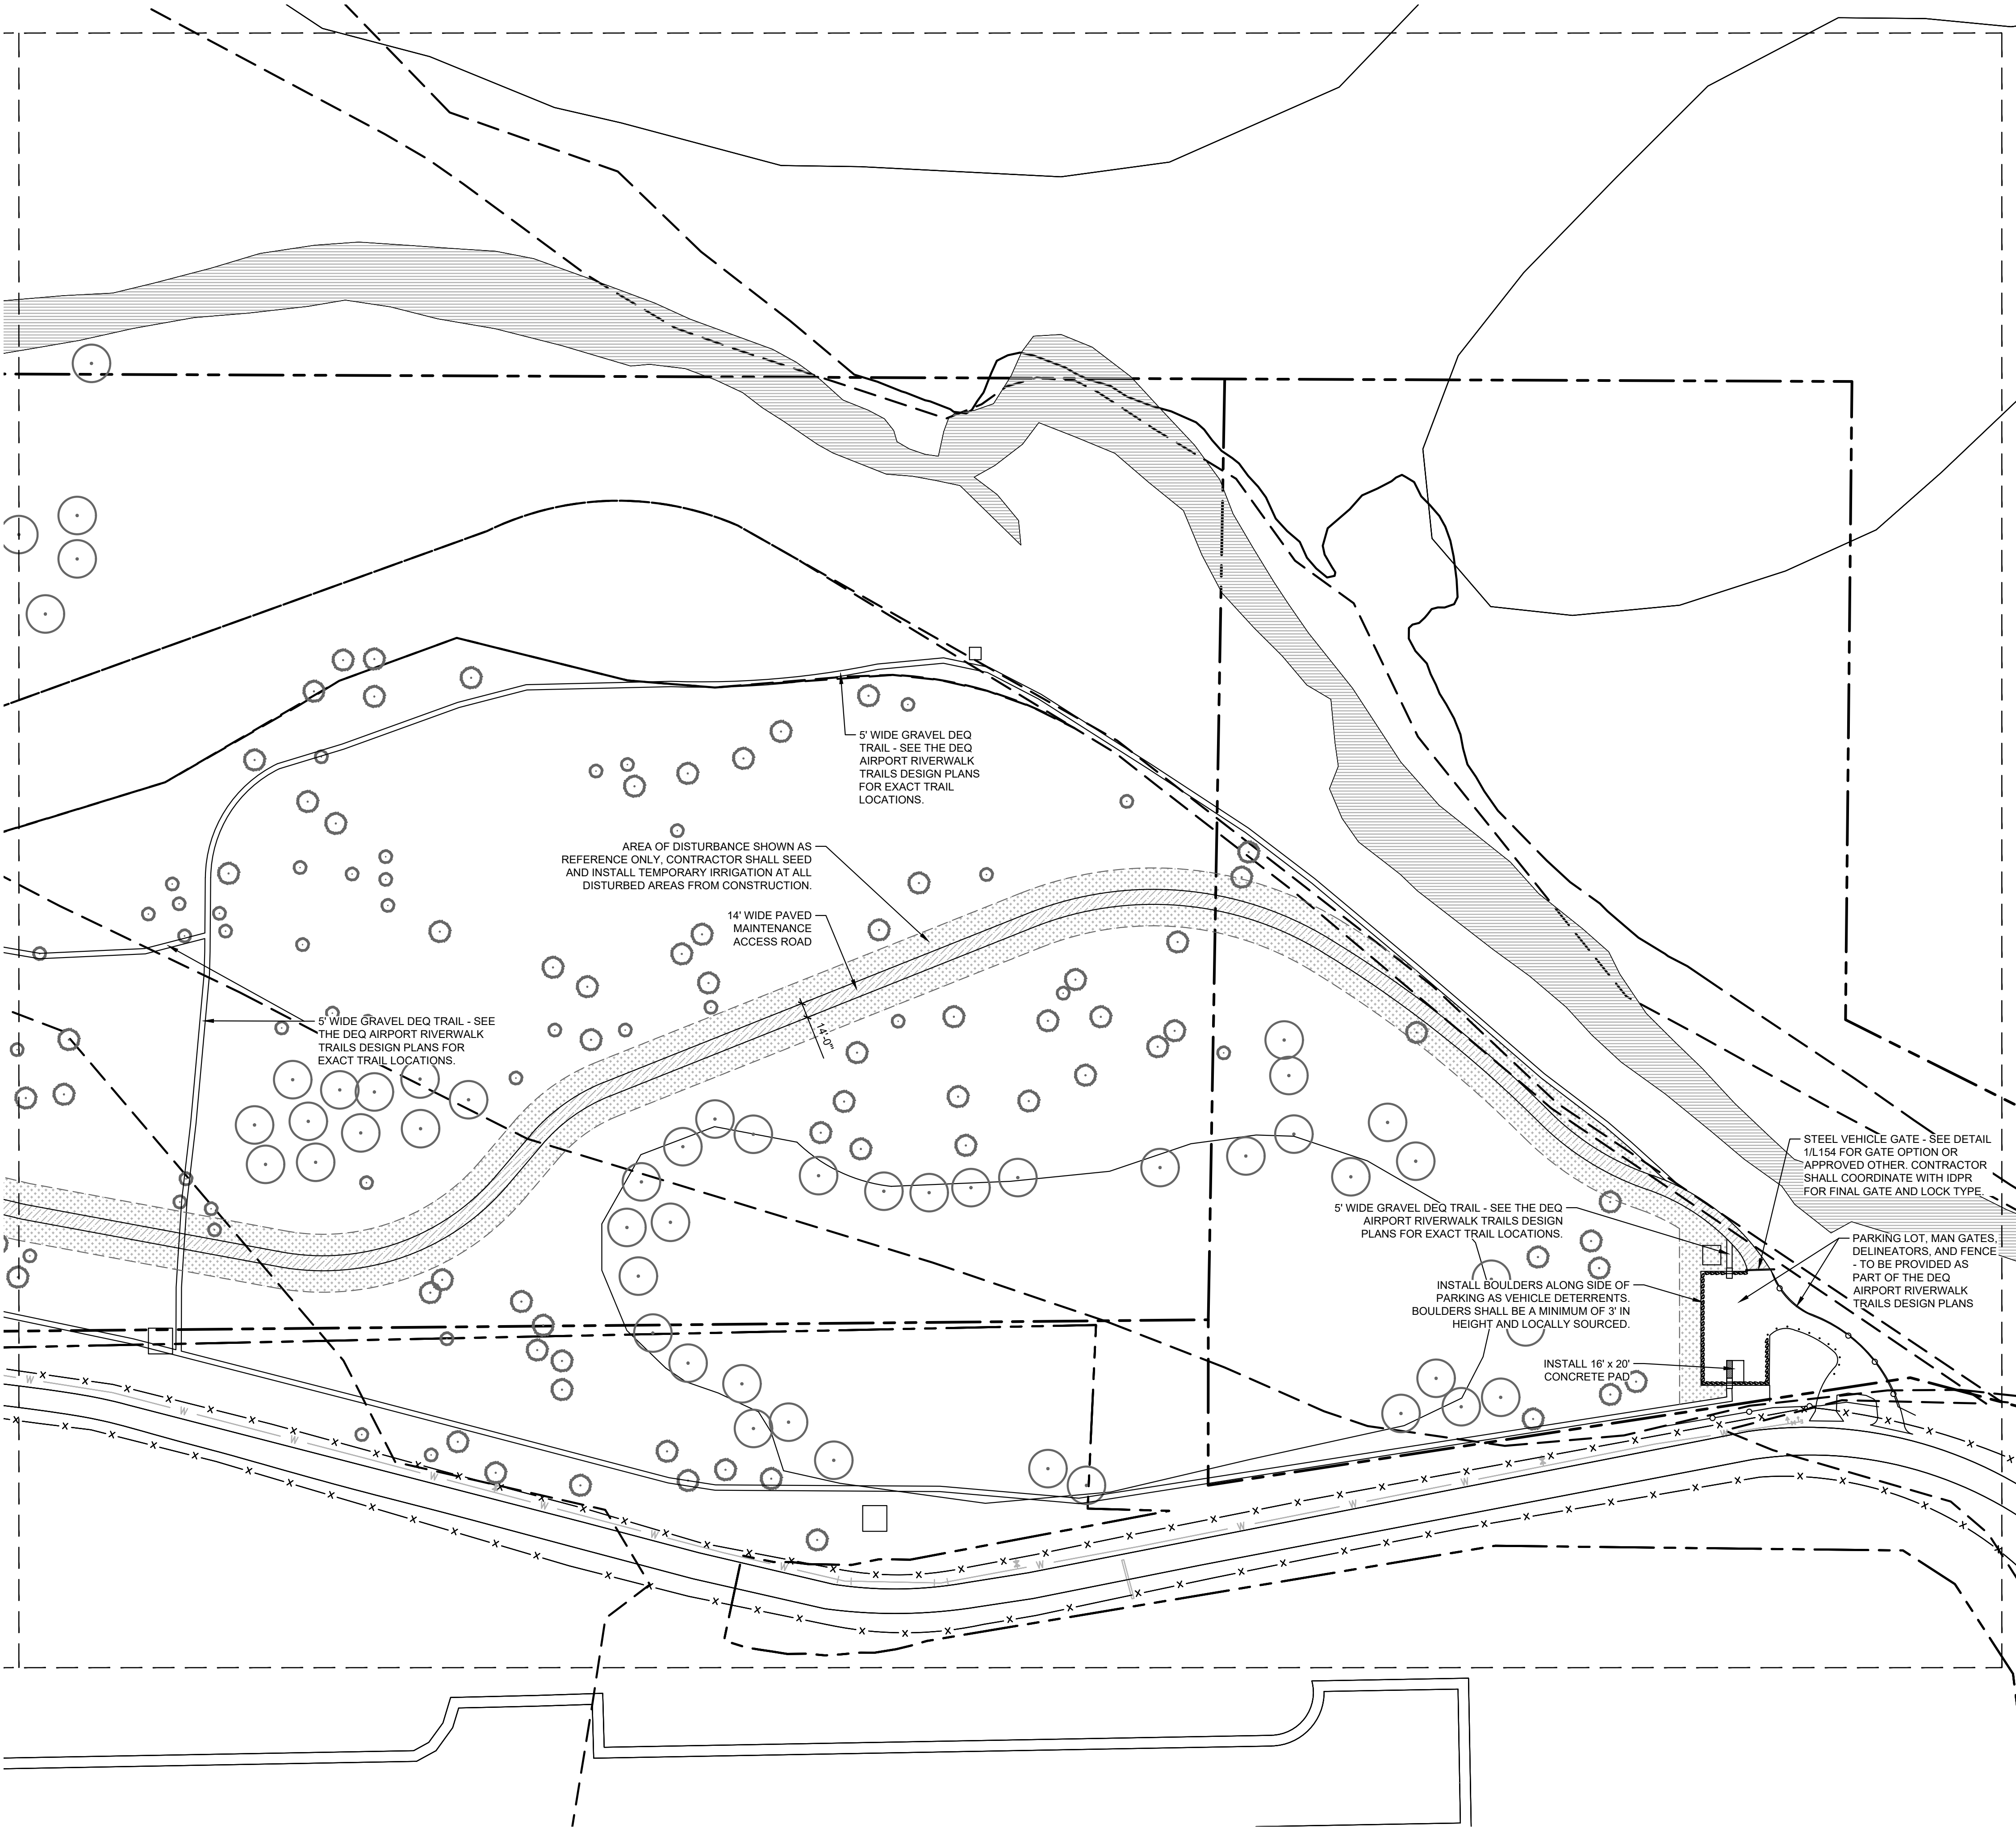 5' WIDE GRAVEL DEQ
TRAIL - SEE THE DEQ
AIRPORT RIVERWALK
TRAILS DESIGN PLANS
FOR EXACT TRAIL
LOCATIONS.
AREA OF DISTURBANCE SHOWN AS
REFERENCE ONLY, CONTRACTOR SHALL SEED
AND INSTALL TEMPORARY IRRIGATION AT ALL
DISTURBED AREAS FROM CONSTRUCTION.
14' WIDE PAVED
MAINTENANCE
ACCESS ROAD
14'-0"
5' WIDE GRAVEL DEQ TRAIL - SEE
THE DEQ AIRPORT RIVERWALK
TRAILS DESIGN PLANS FOR
EXACT TRAIL LOCATIONS.
STEEL VEHICLE GATE - SEE DETAIL
1/L154 FOR GATE OPTION OR
APPROVED OTHER. CONTRACTOR
SHALL COORDINATE WITH IDPR
FOR FINAL GATE AND LOCK TYPE.
5' WIDE GRAVEL DEQ TRAIL - SEE THE DEQ
AIRPORT RIVERWALK TRAILS DESIGN
PLANS FOR EXACT TRAIL LOCATIONS.
PARKING LOT, MAN GATES,
DELINEATORS, AND FENCE
- TO BE PROVIDED AS
PART OF THE DEQ
AIRPORT RIVERWALK
TRAILS DESIGN PLANS
INSTALL BOULDERS ALONG SIDE OF
PARKING AS VEHICLE DETERRENTS.
BOULDERS SHALL BE A MINIMUM OF 3' IN
HEIGHT AND LOCALLY SOURCED.
INSTALL 16' x 20'
CONCRETE PAD